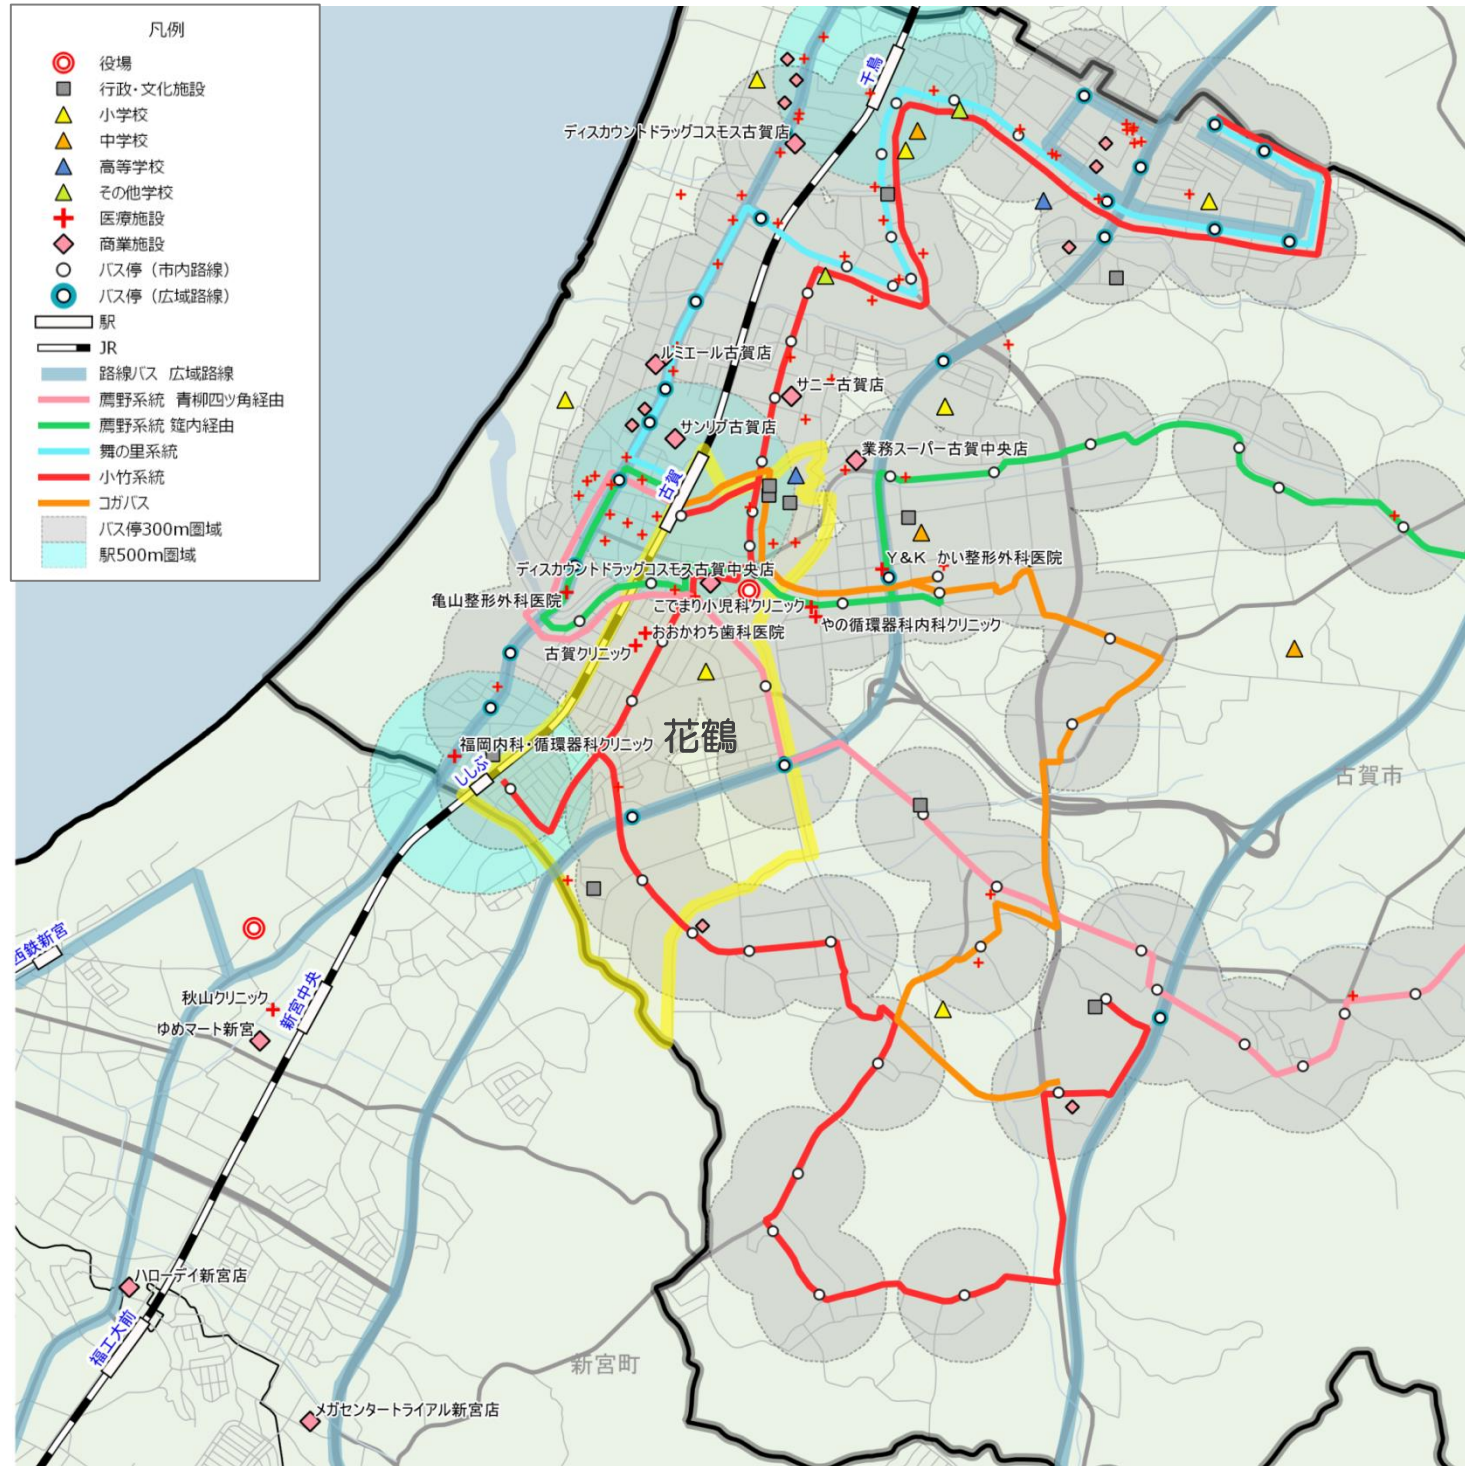 凡例
役場
行政・文化施設
小学校
中学校
高等学校
その他学校
医療施設
商業施設
バス停（市内路線）
バス停（広域路線）
駅
JR
路線バス 広域路線
薦野系統 青柳四ツ角経由
薦野系統 筵内経由
舞の里系統
小竹系統
コガバス
バス停300m圏域
駅500m圏域
千鳥
ディスカウントドラッグコスモス古賀店
ルミエール古賀店
サニー古賀店
サンリブ古賀店
業務スーパー古賀中央店
古賀
ディスカウントドラッグコスモス古賀中央店
Y&K かい整形外科医院
亀山整形外科医院
こでまり小児科クリニック
やの循環器科内科クリニック
おおかわち歯科医院
古賀クリニック
花鶴
福岡内科・循環器科クリニック
ししぶ
古賀市
西鉄新宮
秋山クリニック
新宮中央
ゆめマート新宮
ハローデイ新宮店
福工大前
新宮町
メガセンタートライアル新宮店